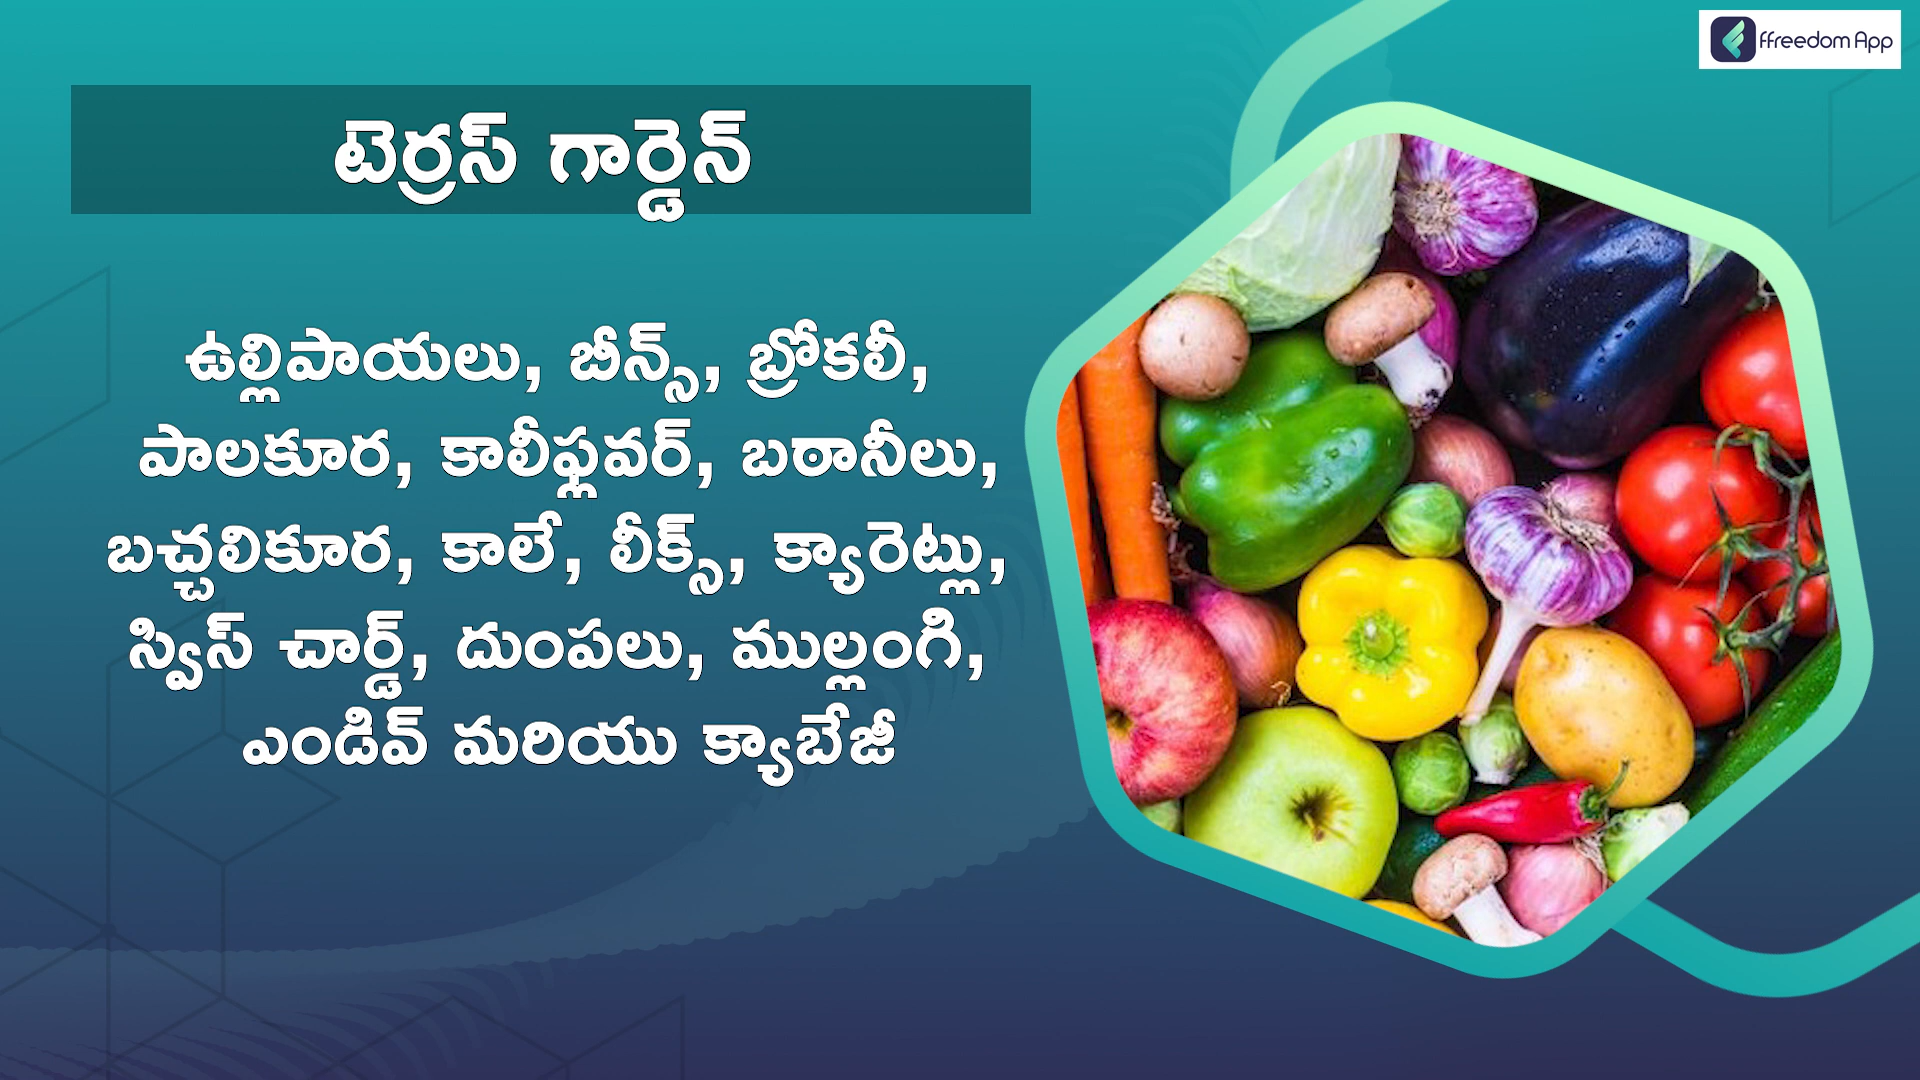 ffreedom App
టెర్రస్ గార్డెన్
ఉల్లిపాయలు, బీన్స్, బ్రోకలీ,
పాలకూర, కాలీఫ్లవర్, బఠానీలు,
బచ్చలికూర, కాలే, లీక్స్, క్యారెట్లు,
స్విస్ చార్డ్, దుంపలు, ముల్లంగి,
ఎండివ్ మరియు క్యాబేజీ